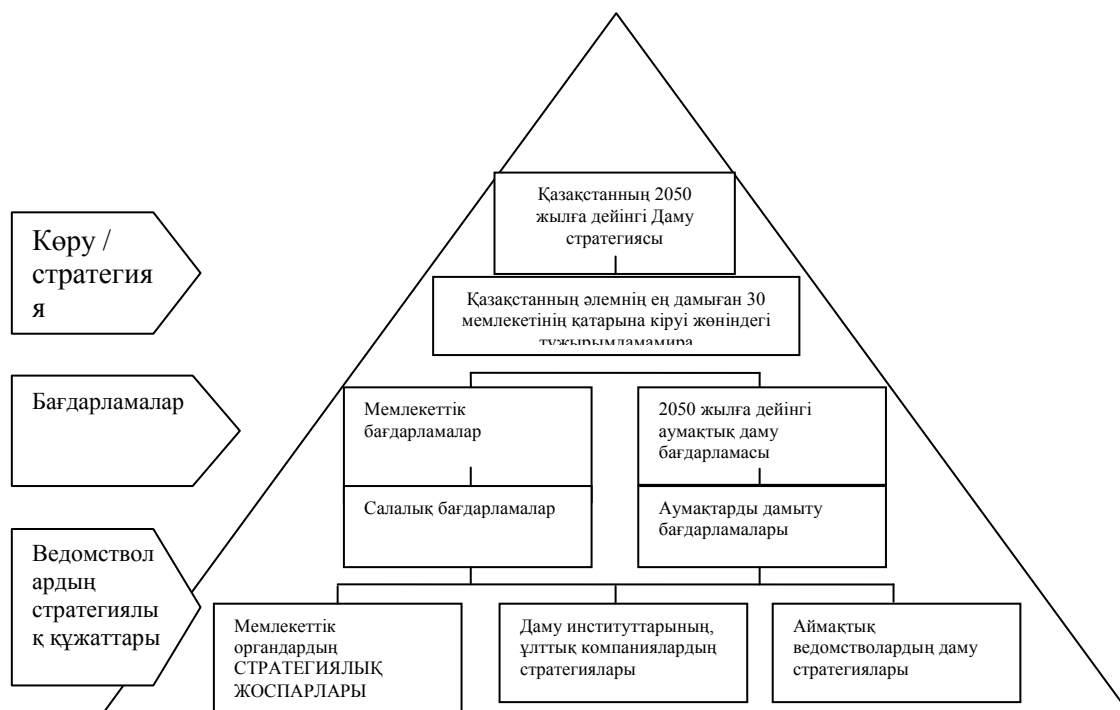 Қазақстанның 2050
жылға дейінгі Даму
стратегиясы
Көру /
стратегия
я
Қазақстанның әлемнің ең дамыған 30
мемлекетінің қатарына кіруі жөніндегі
тұжырымдамамира
Бағдарламалар
Мемлекеттік
бағдарламалар
2050 жылға дейінгі
аумақтық даму
бағдарламасы
Салалық бағдарламалар
Аумақтарды дамыту
бағдарламалары
Ведомствол
ардың
стратегиялы
қ құжаттары
Мемлекеттік
органдардың
СТРАТЕГИЯЛЫҚ
ЖОСПАРЛАРЫ
Даму институттарының,
ұлттық компаниялардың
стратегиялары
Аймақтық
ведомстволардың даму
стратегиялары